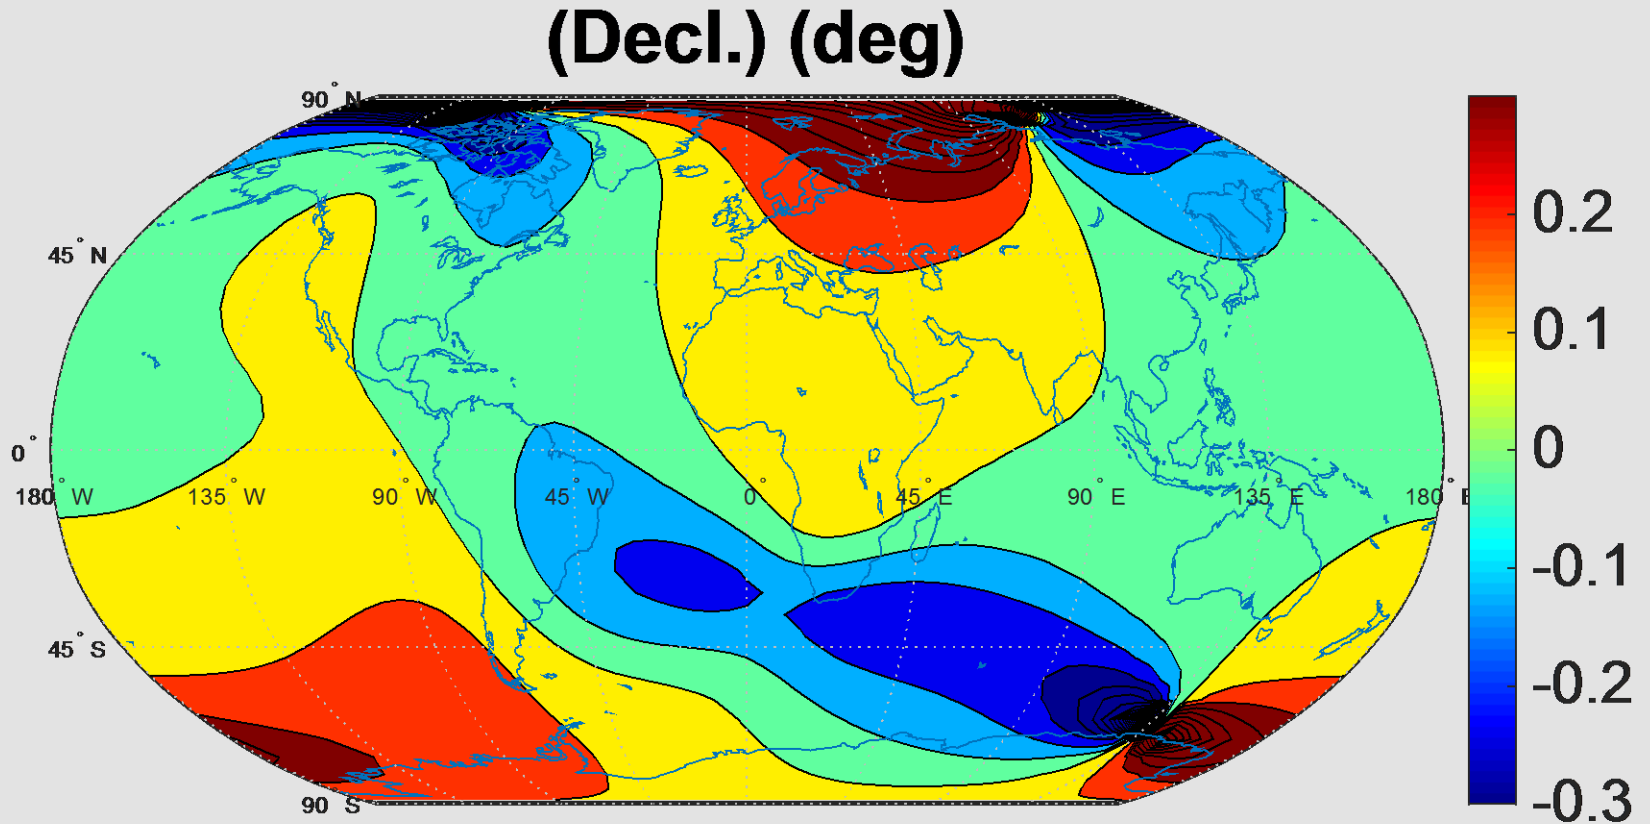 (Decl.) (deg)
90° N
45° N
0°
180° W 135° W 90° W 45° W 0° 45° E 90° E 135° E 180° E
45° S
90° S
0.2
0.1
0
-0.1
-0.2
-0.3